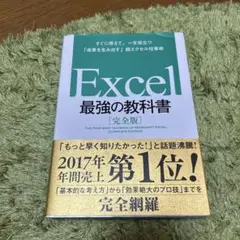 すぐに使えて、一生役立つ
「成果を生み出す」超エクセル仕事術
Excel
最強の教科書
[完全版]
「もっと早く知りたかった!」と話題沸騰!
2017年
年間売上
第1位!
「基本的な考え方」から「効果絶大のプロ技」までを
完全網羅